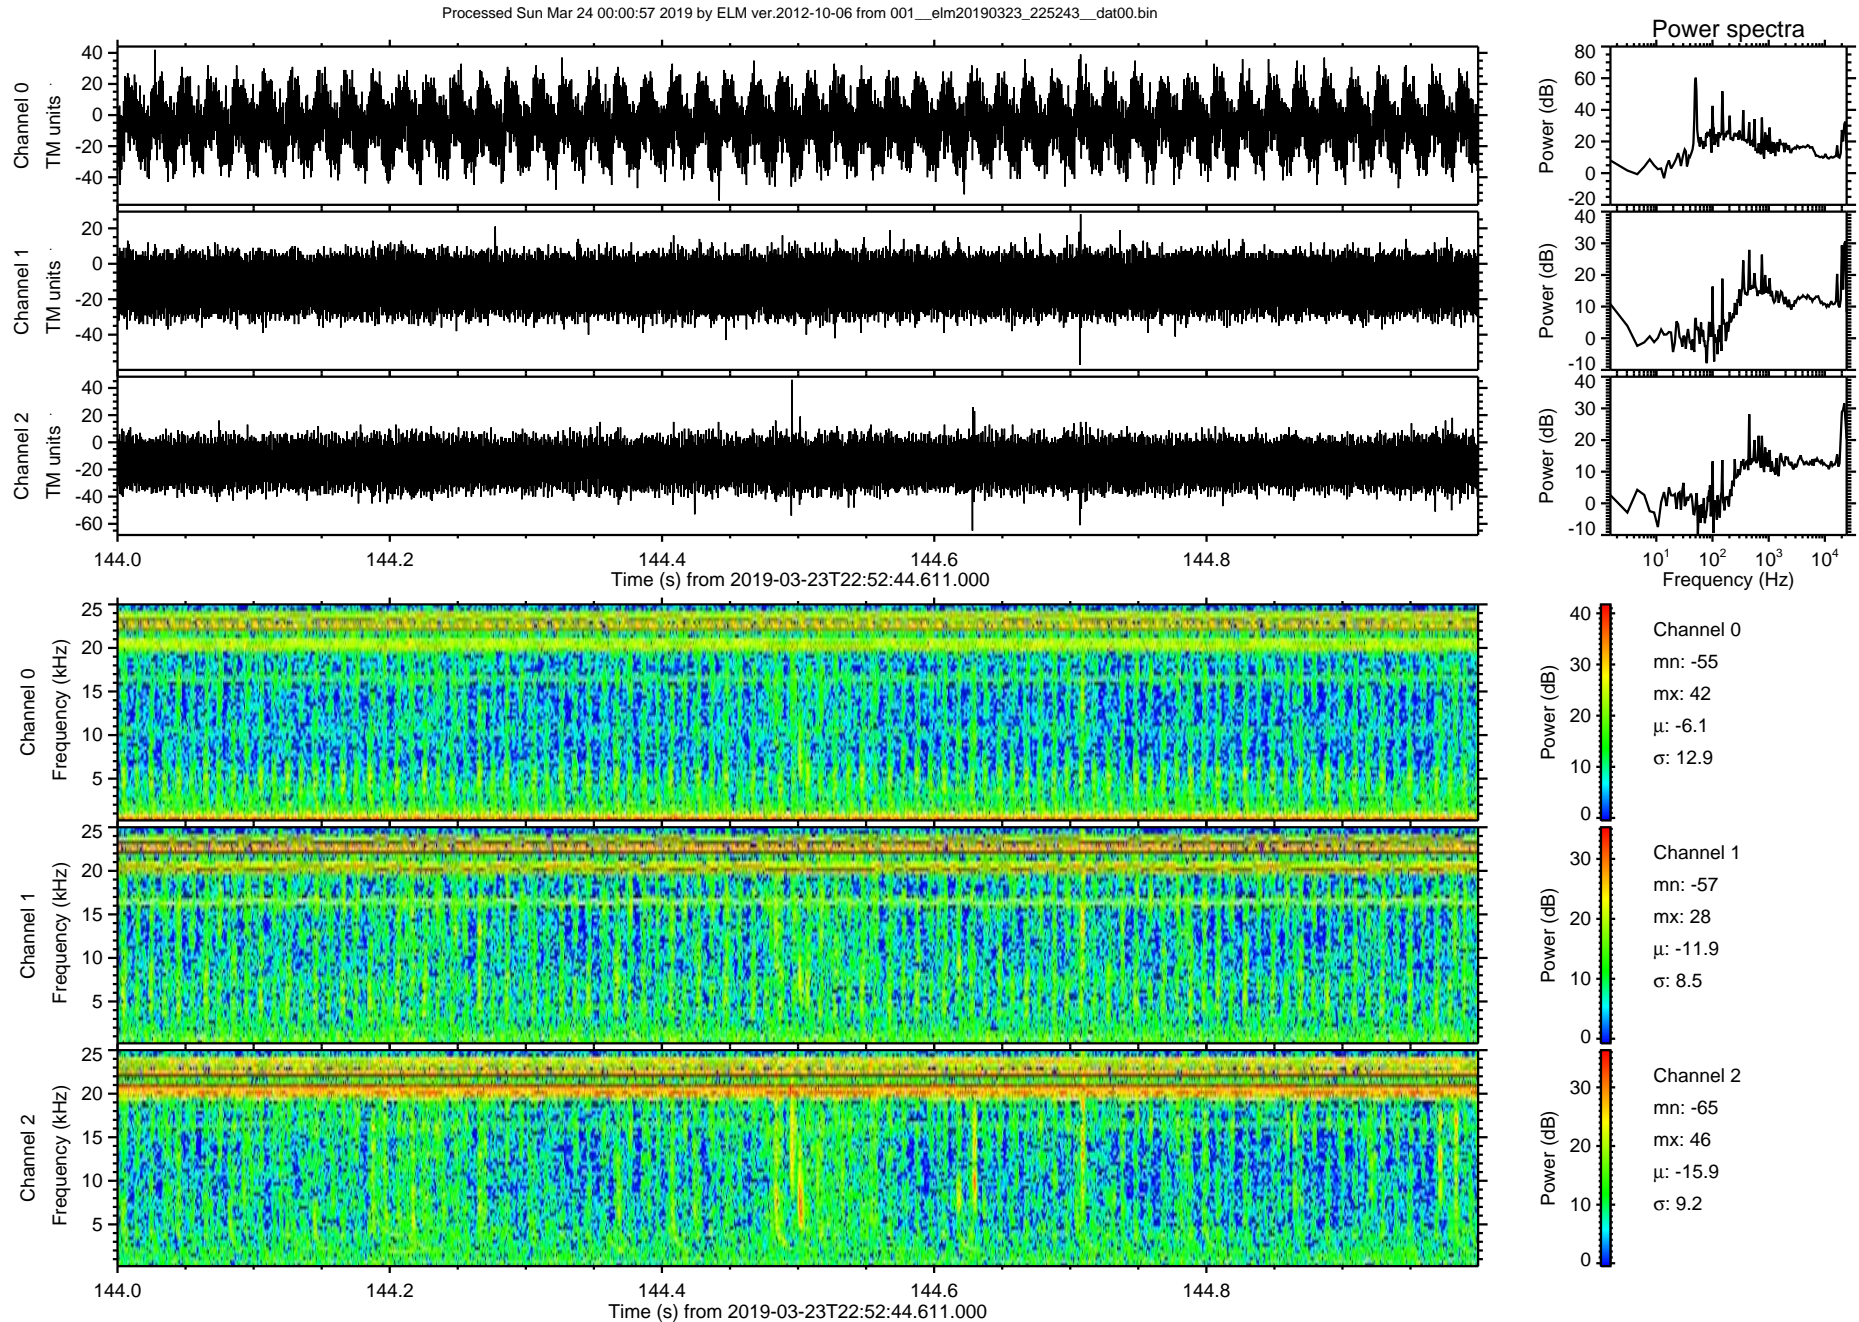 Processed Sun Mar 24 00:00:57 2019 by ELM ver.2012-10-06 from 001__elm20190323_225243__dat00.bin
Power spectra
Channel 0
TM units
40
20
0
-20
-40
Power (dB)
80
60
40
20
0
-20
Channel 1
TM units
20
0
-20
-40
Power (dB)
40
30
20
10
0
-10
Channel 2
TM units
40
20
0
-20
-40
-60
Power (dB)
40
30
20
10
0
-10
144.0 144.2 144.4 144.6 144.8
Time (s) from 2019-03-23T22:52:44.611.000
10^1 10^2 10^3 10^4
Frequency (Hz)
Channel 0
Frequency (kHz)
25
20
15
10
5
Power (dB)
40
30
20
10
0
Channel 0
mn: -55
mx: 42
μ: -6.1
σ: 12.9
Channel 1
Frequency (kHz)
25
20
15
10
5
Power (dB)
30
20
10
0
Channel 1
mn: -57
mx: 28
μ: -11.9
σ: 8.5
Channel 2
Frequency (kHz)
25
20
15
10
5
Power (dB)
30
20
10
0
Channel 2
mn: -65
mx: 46
μ: -15.9
σ: 9.2
144.0 144.2 144.4 144.6 144.8
Time (s) from 2019-03-23T22:52:44.611.000